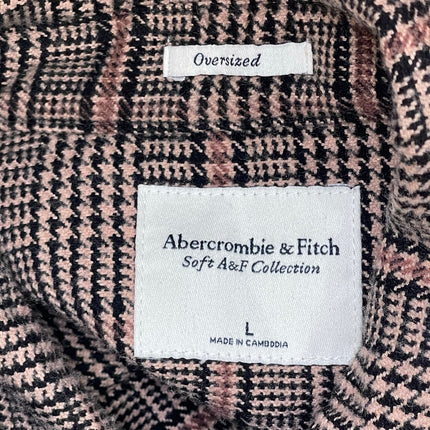 Oversized
Abercrombie & Fitch
Soft A&F Collection
L
MADE IN CAMBODIA